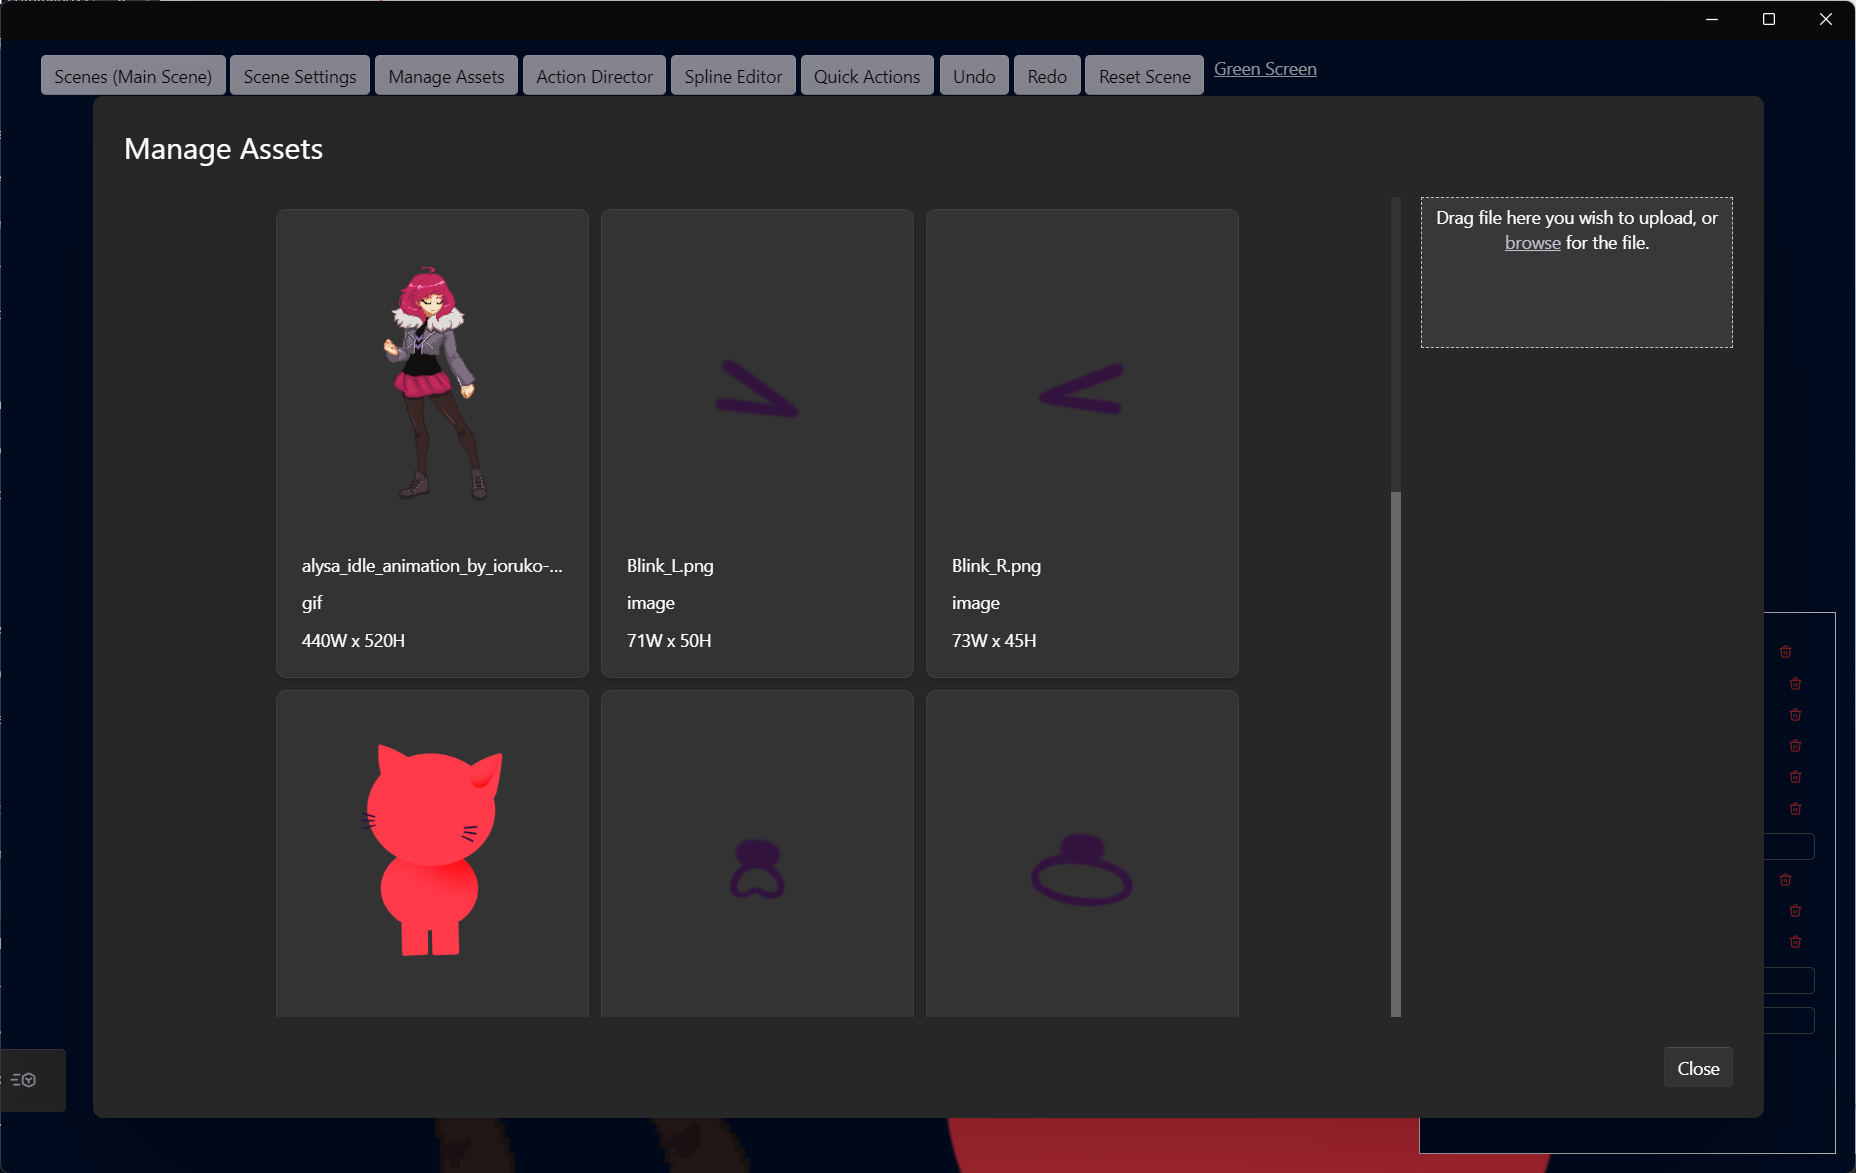 Scenes (Main Scene) Scene Settings Manage Assets Action Director Spline Editor Quick Actions Undo Redo Reset Scene Green Screen
Manage Assets
Drag file here you wish to upload, or
browse for the file.
alysa_idle_animation_by_ioruko-...
gif
440W x 520H
Blink_L.png
image
71W x 50H
Blink_R.png
image
73W x 45H
Close